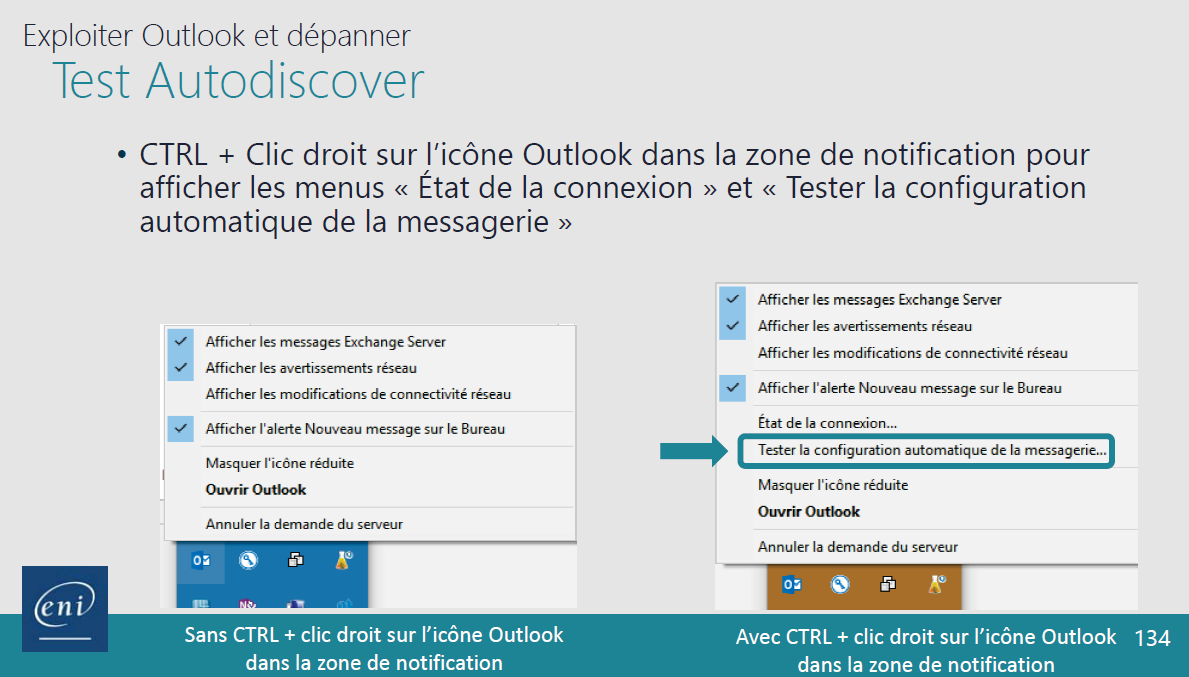 Exploiter Outlook et dépanner
Test Autodiscover
• CTRL + Clic droit sur l’icône Outlook dans la zone de notification pour
afficher les menus « État de la connexion » et « Tester la configuration
automatique de la messagerie »
Afficher les messages Exchange Server
Afficher les avertissements réseau
Afficher les modifications de connectivité réseau
Afficher l'alerte Nouveau message sur le Bureau
Masquer l'icône réduite
Ouvrir Outlook
Annuler la demande du serveur
Afficher les messages Exchange Server
Afficher les avertissements réseau
Afficher les modifications de connectivité réseau
Afficher l'alerte Nouveau message sur le Bureau
État de la connexion...
Tester la configuration automatique de la messagerie...
Masquer l'icône réduite
Ouvrir Outlook
Annuler la demande du serveur
eni
Sans CTRL + clic droit sur l’icône Outlook
dans la zone de notification
Avec CTRL + clic droit sur l’icône Outlook
dans la zone de notification
134